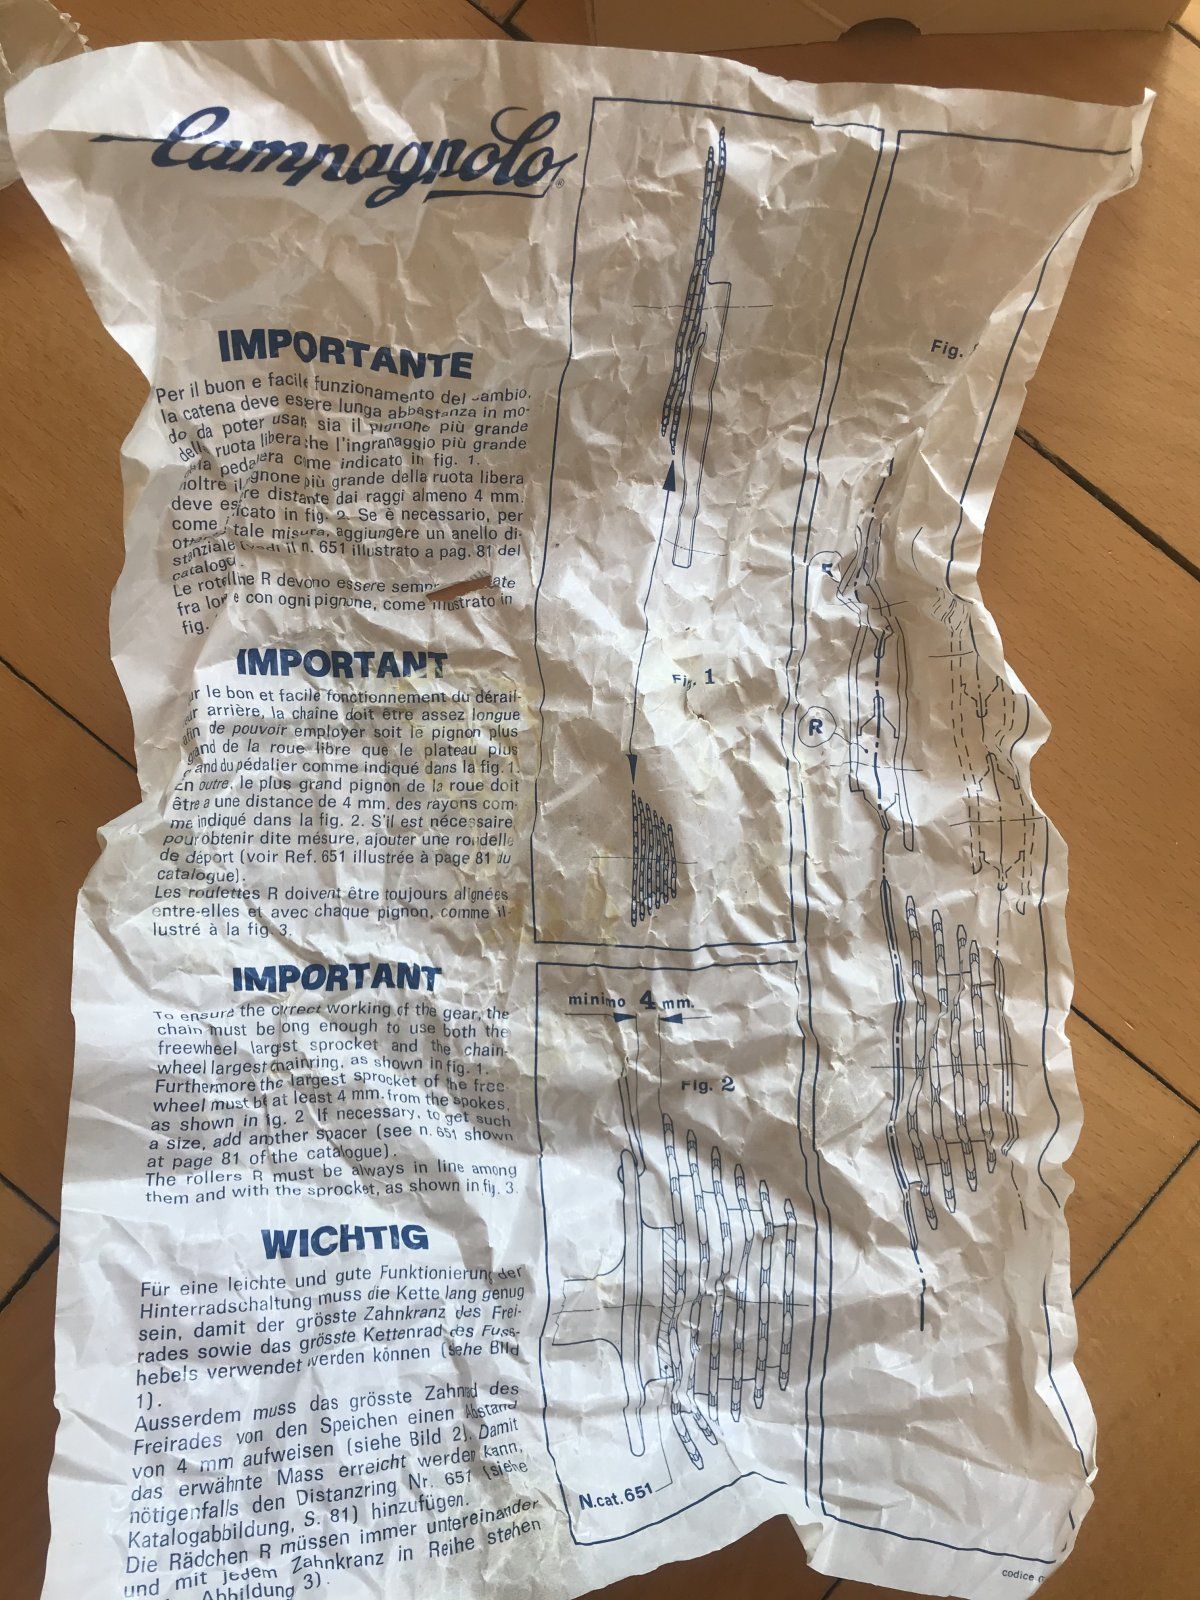 Campagnolo
IMPORTANTE
Per il buon e facile funzionamento del cambio,
la catena deve essere lunga abbastanza in mo-
do da poter usar sia il pignone più grande
della ruota libera che l'ingranaggio più grande
pedaliera come indicato in fig. 1.
inoltre il pignone più grande della ruota libera
deve essere distante dai raggi almeno 4 mm.
come indicato in fig. 2. Se è necessario, per
tale misura, aggiungere un anello di-
stanziale (vedi il n. 651 illustrato a pag. 81 del
catalogo
Le rotelline R devono essere
fra loro e con ogni pignone, come illustrato in
fig.
IMPORTANT
ur le bon et facile fonctionnement du dérail-
eur arrière, la chaîne doit être assez longue
afin de pouvoir employer soit le pignon plus
grand de la roue libre que le plateau plus
grand du pédalier comme indiqué dans la fig. 1.
En outre, le plus grand pignon de la roue doit
être a une distance de 4 mm. des rayons com-
me indiqué dans la fig. 2. S'il est nécessaire,
pour obtenir dite mésure, ajouter une rondelle
de déport (voir Ref. 651 illustrée à page 81 du
catalogue).
Les roulettes R doivent être toujours alignées
entre-elles et avec chaque pignon, comme il-
lustré à la fig. 3.
IMPORTANT
To ensure the correct working of the gear, the
chain must be long enough to use both the
freewheel largest sprocket and the chain-
wheel largest chainring, as shown in fig. 1.
Furthermore the largest sprocket of the free-
wheel must be at least 4 mm. from the spokes,
as shown in fig. 2 If necessary, to get such
a size, add another spacer (see n. 651 shown
at page 81 of the catalogue).
The rollers R must be always in line among
them and with the sprocket, as shown in fig. 3.
WICHTIG
Für eine leichte und gute Funktionierung der
Hinterradschaltung muss die Kette lang genug
sein, damit der grösste Zahnkranz des Frei-
rades sowie das grösste Kettenrad des Fuss-
hebels verwendet werden können (siehe Bild
1).
Ausserdem muss das grösste Zahnrad des
Freirades von den Speichen einen Abstand
von 4 mm aufweisen (siehe Bild 2). Damit
das erwähnte Mass erreicht werden kann,
nötigenfalls den Distanzring Nr. 651 (siehe
Katalogabbildung, S. 81) hinzufügen.
Die Rädchen R müssen immer untereinander
und mit jedem Zahnkranz in Reihe stehen
Abbildung 3).
Fig. 1
minimo 4 mm.
Fig. 2
N.cat.651
Fig.
R
codice